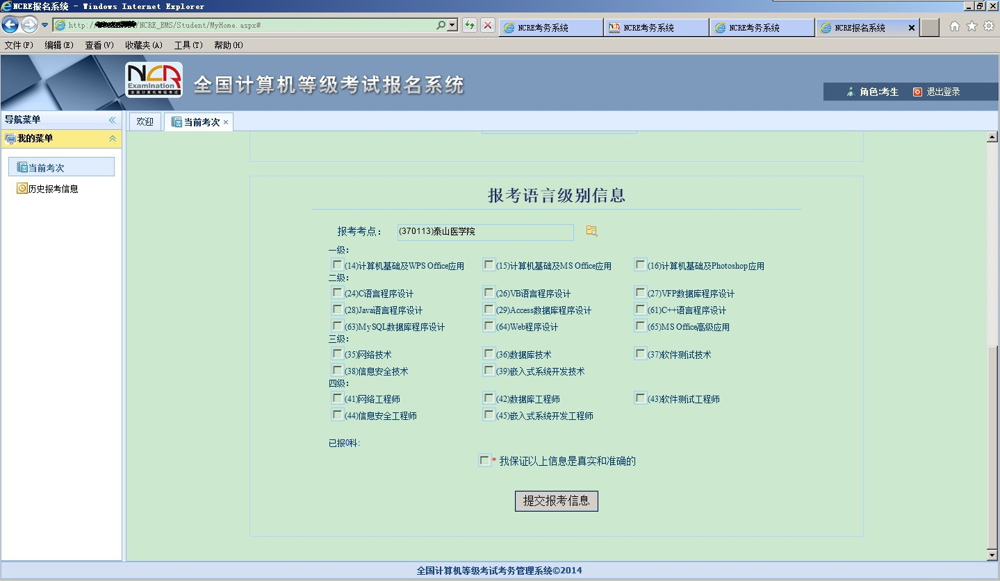 NCRE报名系统 - Windows Internet Explorer
http:// /NCRE_EMS/Student/MyHome.aspx#
NCRE考务系统
NCRE考务系统
NCRE考务系统
NCRE报名系统
文件(F) 编辑(E) 查看(V) 收藏夹(A) 工具(T) 帮助(H)
NCR
Examination
全国计算机等级考试
全国计算机等级考试报名系统
角色:考生 退出登录
导航菜单
欢迎 当前考次 ×
我的菜单
当前考次
历史报考信息
报考语言级别信息
报考考点: (370113)泰山医学院
一级:
(14)计算机基础及WPS Office应用 (15)计算机基础及MS Office应用 (16)计算机基础及Photoshop应用
二级:
(24)C语言程序设计 (26)VB语言程序设计 (27)VFP数据库程序设计
(28)Java语言程序设计 (29)Access数据库程序设计 (61)C++语言程序设计
(63)MySQL数据库程序设计 (64)Web程序设计 (65)MS Office高级应用
三级:
(35)网络技术 (36)数据库技术 (37)软件测试技术
(38)信息安全技术 (39)嵌入式系统开发技术
四级:
(41)网络工程师 (42)数据库工程师 (43)软件测试工程师
(44)信息安全工程师 (45)嵌入式系统开发工程师
已报0科:
* 我保证以上信息是真实和准确的
提交报考信息
全国计算机等级考试考务管理系统©2014